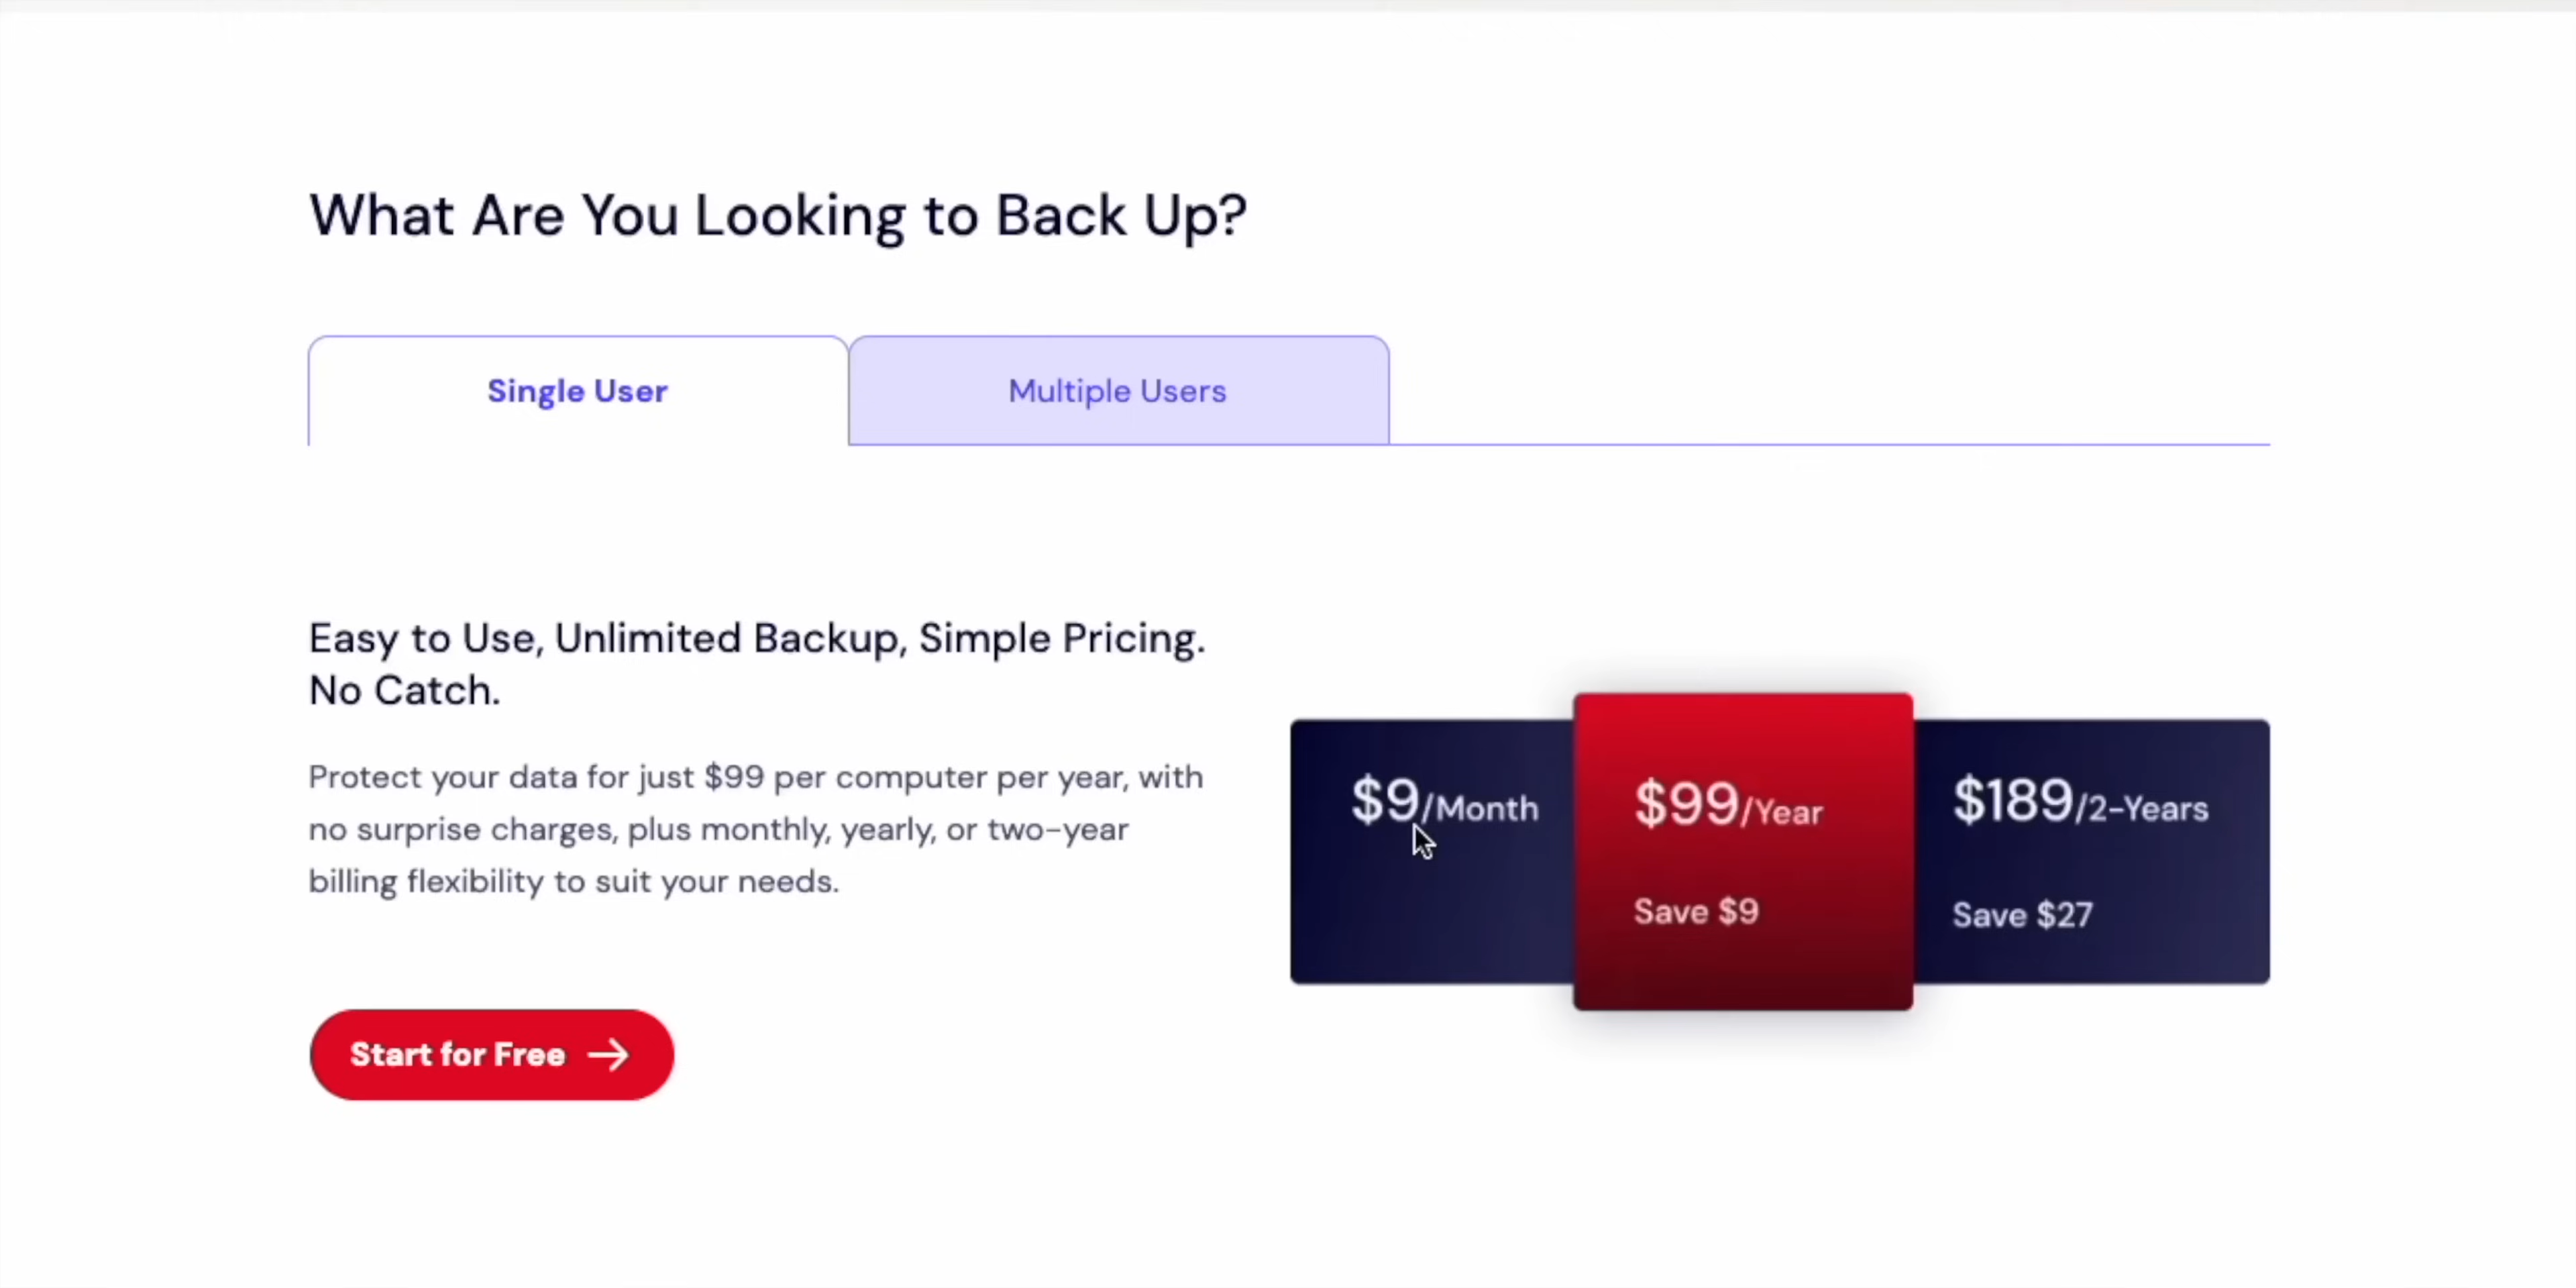 What Are You Looking to Back Up?
Single User
Multiple Users
Easy to Use, Unlimited Backup, Simple Pricing.
No Catch.
Protect your data for just $99 per computer per year, with
no surprise charges, plus monthly, yearly, or two-year
billing flexibility to suit your needs.
Start for Free
$9/Month
$99/Year
Save $9
$189/2-Years
Save $27